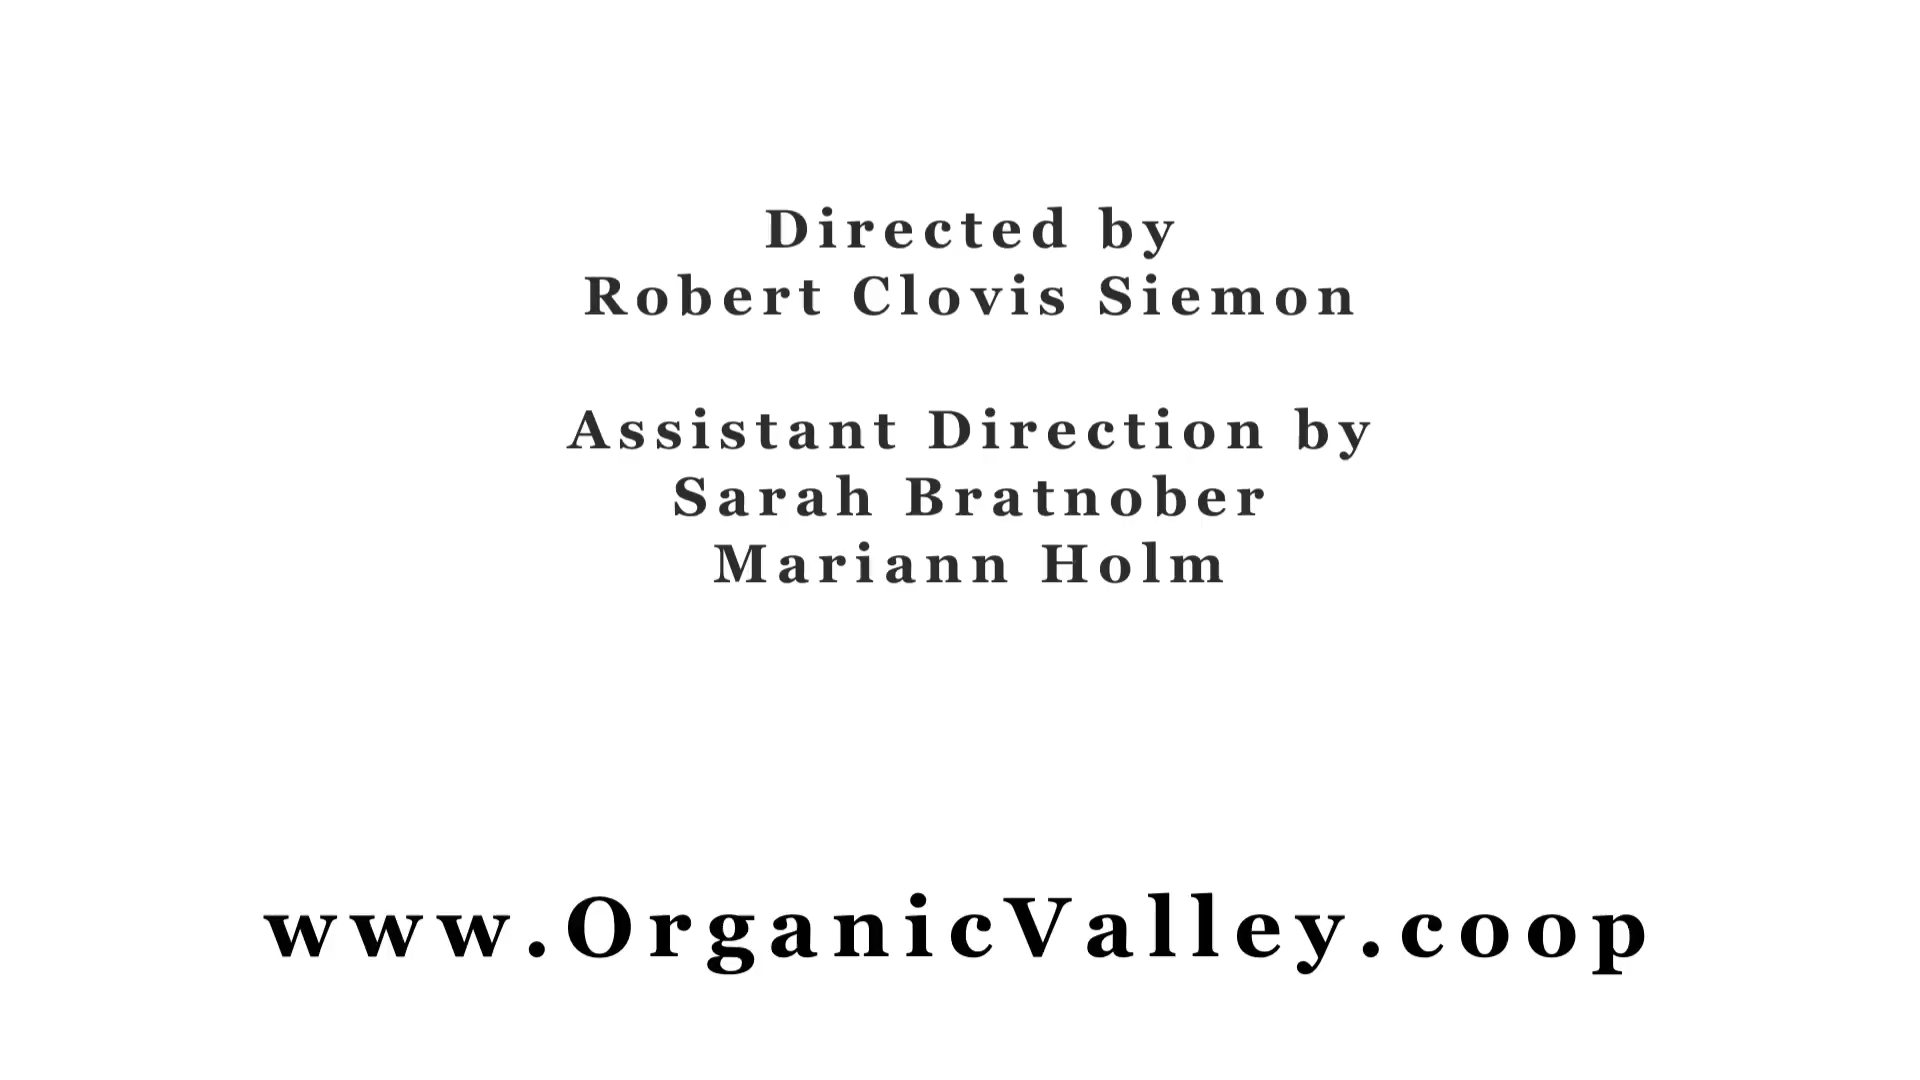 Directed by
Robert Clovis Siemon
Assistant Direction by
Sarah Bratnober
Mariann Holm
www.OrganicValley.coop